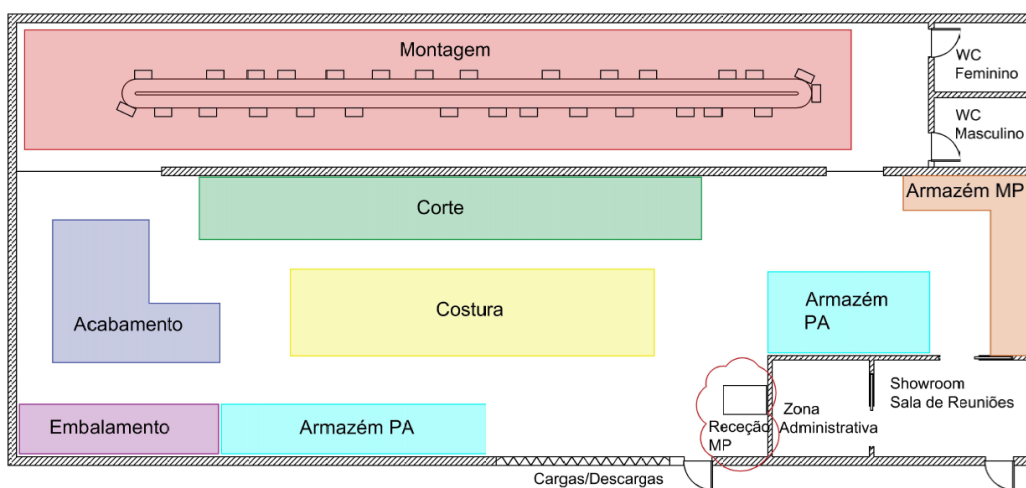 Montagem
WC
Feminino
WC
Masculino
Corte
Armazém MP
Costura
Armazém
PA
Acabamento
Embalamento
Armazém PA
Receção
MP
Zona
Administrativa
Showroom
Sala de Reuniões
Cargas/Descargas